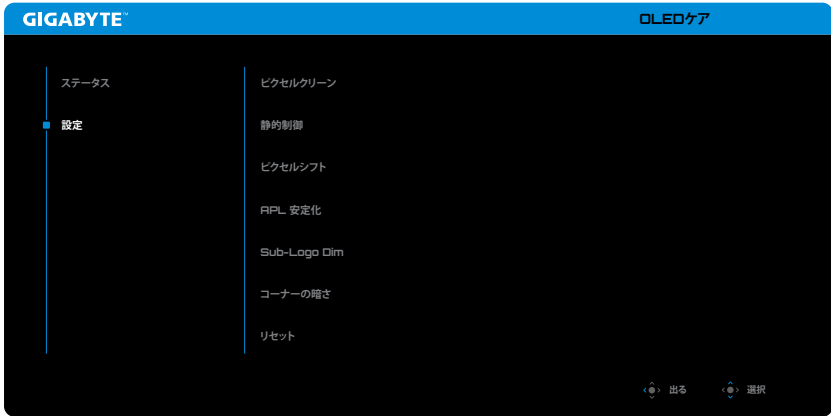 GIGABYTE™
OLEDケア
ステータス
設定
ピクセルクリーン
静的制御
ピクセルシフト
APL 安定化
Sub-Logo Dim
コーナーの暗さ
リセット
出る
選択